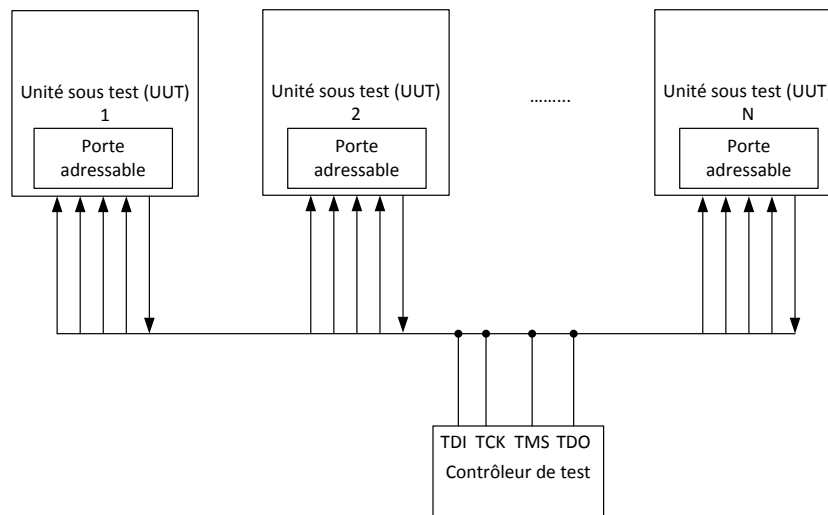 Unité sous test (UUT)
1
Porte
adressable
Unité sous test (UUT)
2
Porte
adressable
.........
Unité sous test (UUT)
N
Porte
adressable
TDI TCK TMS TDO
Contrôleur de test